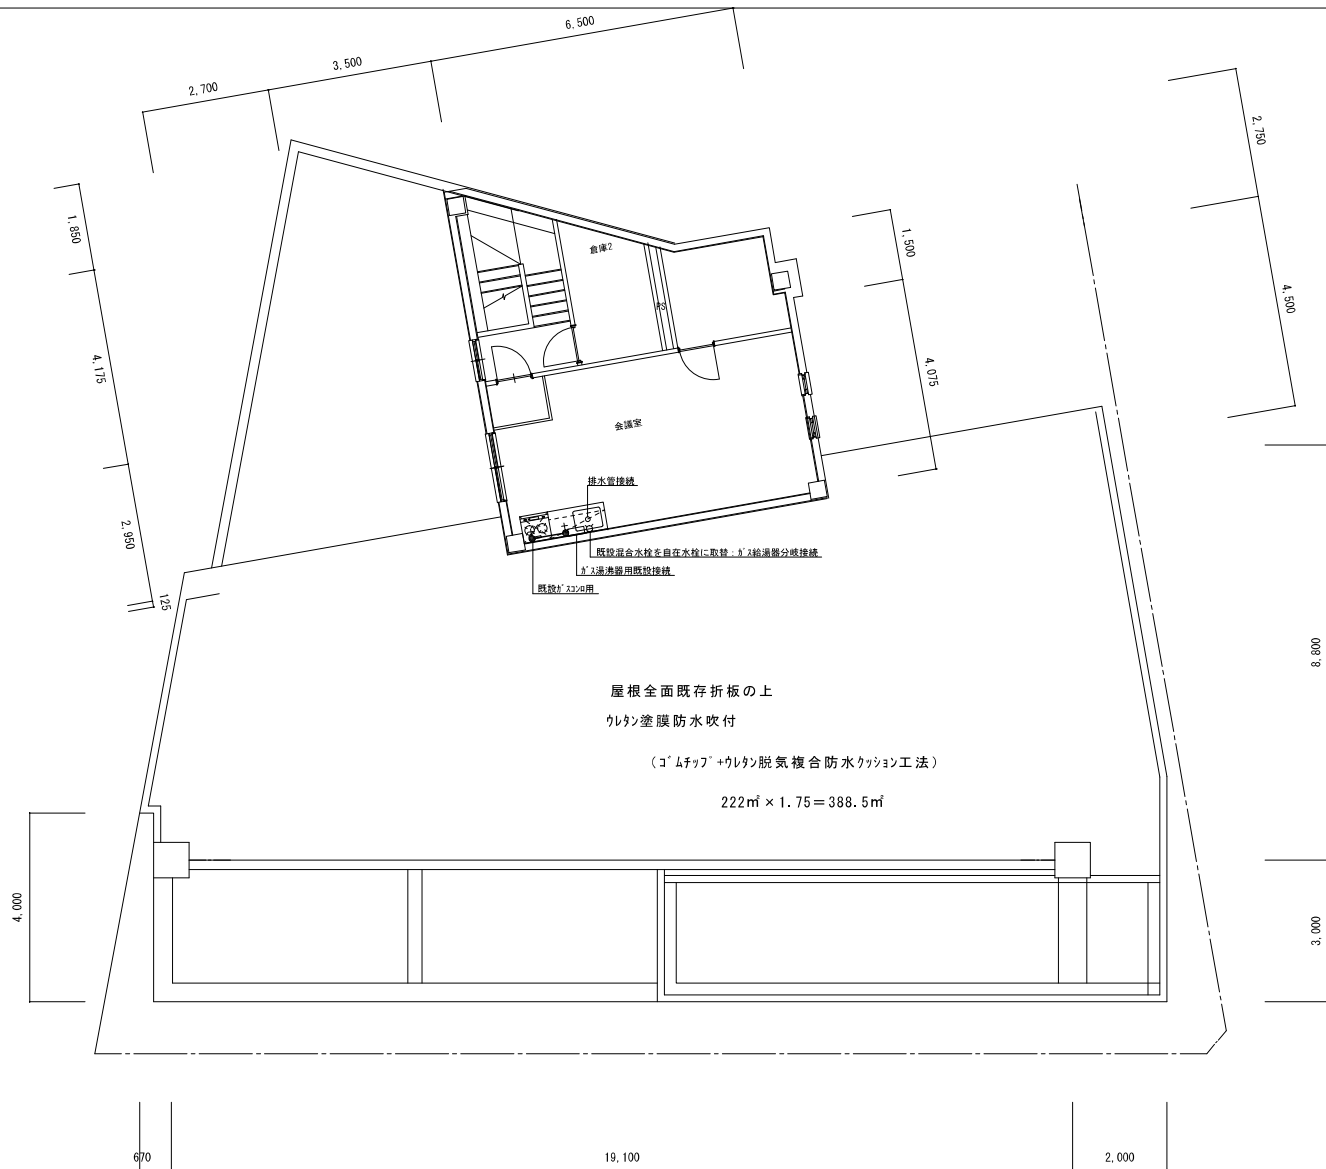 6,500
3,500
2,700
2,750
1,850
1,500
倉庫2
4,500
PS
4,175
4,075
会議室
排水管接続
2,950
既設混合水栓を自在水栓に取替：ｶﾞｽ給湯器分岐接続
ｶﾞｽ湯沸器用既設接続
既設ｶﾞｽｺﾝﾛ用
125
8,808
屋根全面既存折板の上
ｳﾚﾀﾝ塗膜防水吹付
（ｺﾞﾑﾁｯﾌﾟ+ｳﾚﾀﾝ脱気複合防水ｸｯｼｮﾝ工法）
222㎡×1.75＝388.5㎡
4,000
3,000
670
19,100
2,000